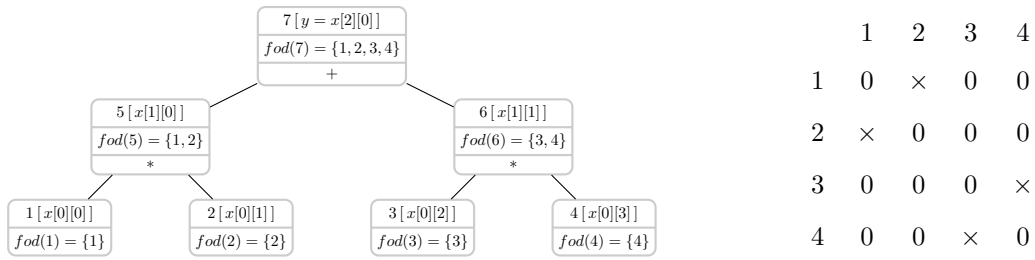 7 [ y = x[2][0] ]
fod(7) = {1, 2, 3, 4}
+
5 [ x[1][0] ]
fod(5) = {1, 2}
*
6 [ x[1][1] ]
fod(6) = {3, 4}
*
1 [ x[0][0] ]
fod(1) = {1}
2 [ x[0][1] ]
fod(2) = {2}
3 [ x[0][2] ]
fod(3) = {3}
4 [ x[0][3] ]
fod(4) = {4}
1 2 3 4
1 0 × 0 0
2 × 0 0 0
3 0 0 0 ×
4 0 0 × 0